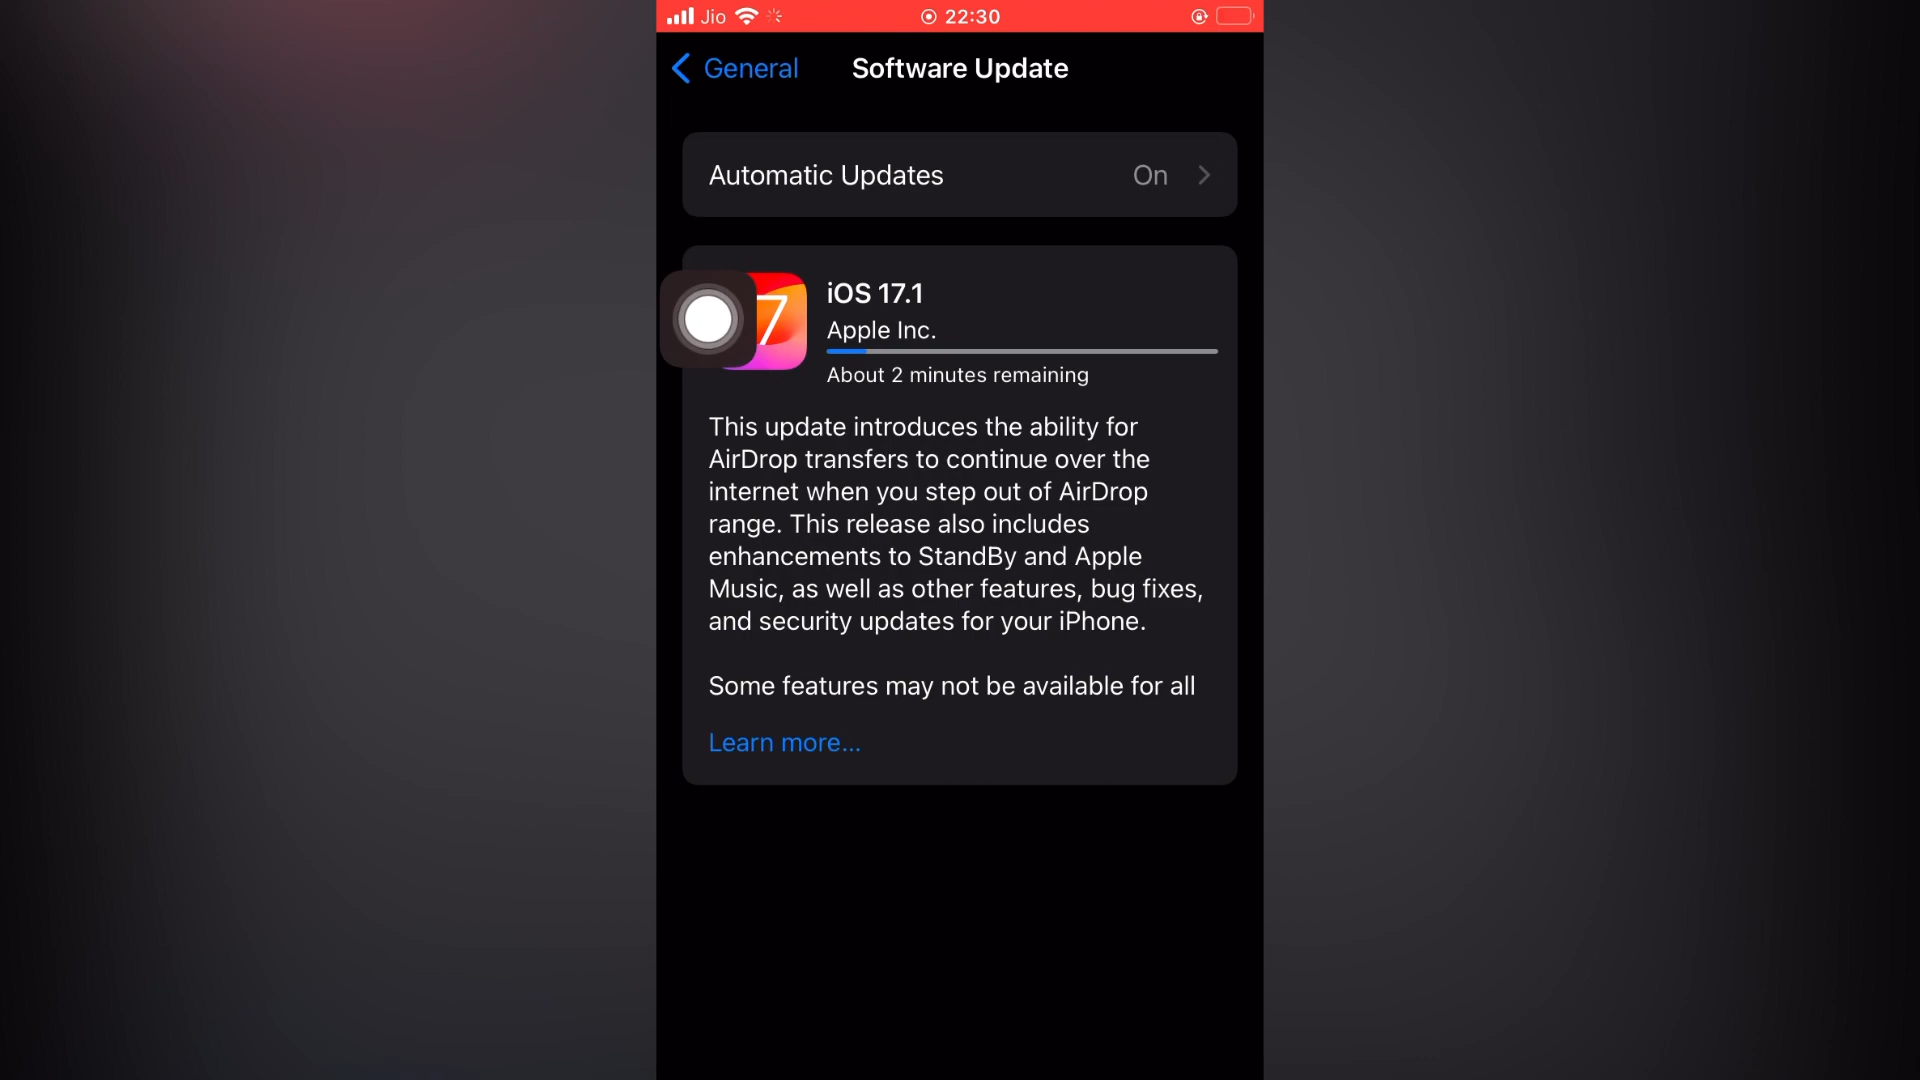 Jio 22:30
General Software Update
Automatic Updates On
7
iOS 17.1
Apple Inc.
About 2 minutes remaining
This update introduces the ability for
AirDrop transfers to continue over the
internet when you step out of AirDrop
range. This release also includes
enhancements to StandBy and Apple
Music, as well as other features, bug fixes,
and security updates for your iPhone.
Some features may not be available for all
Learn more...